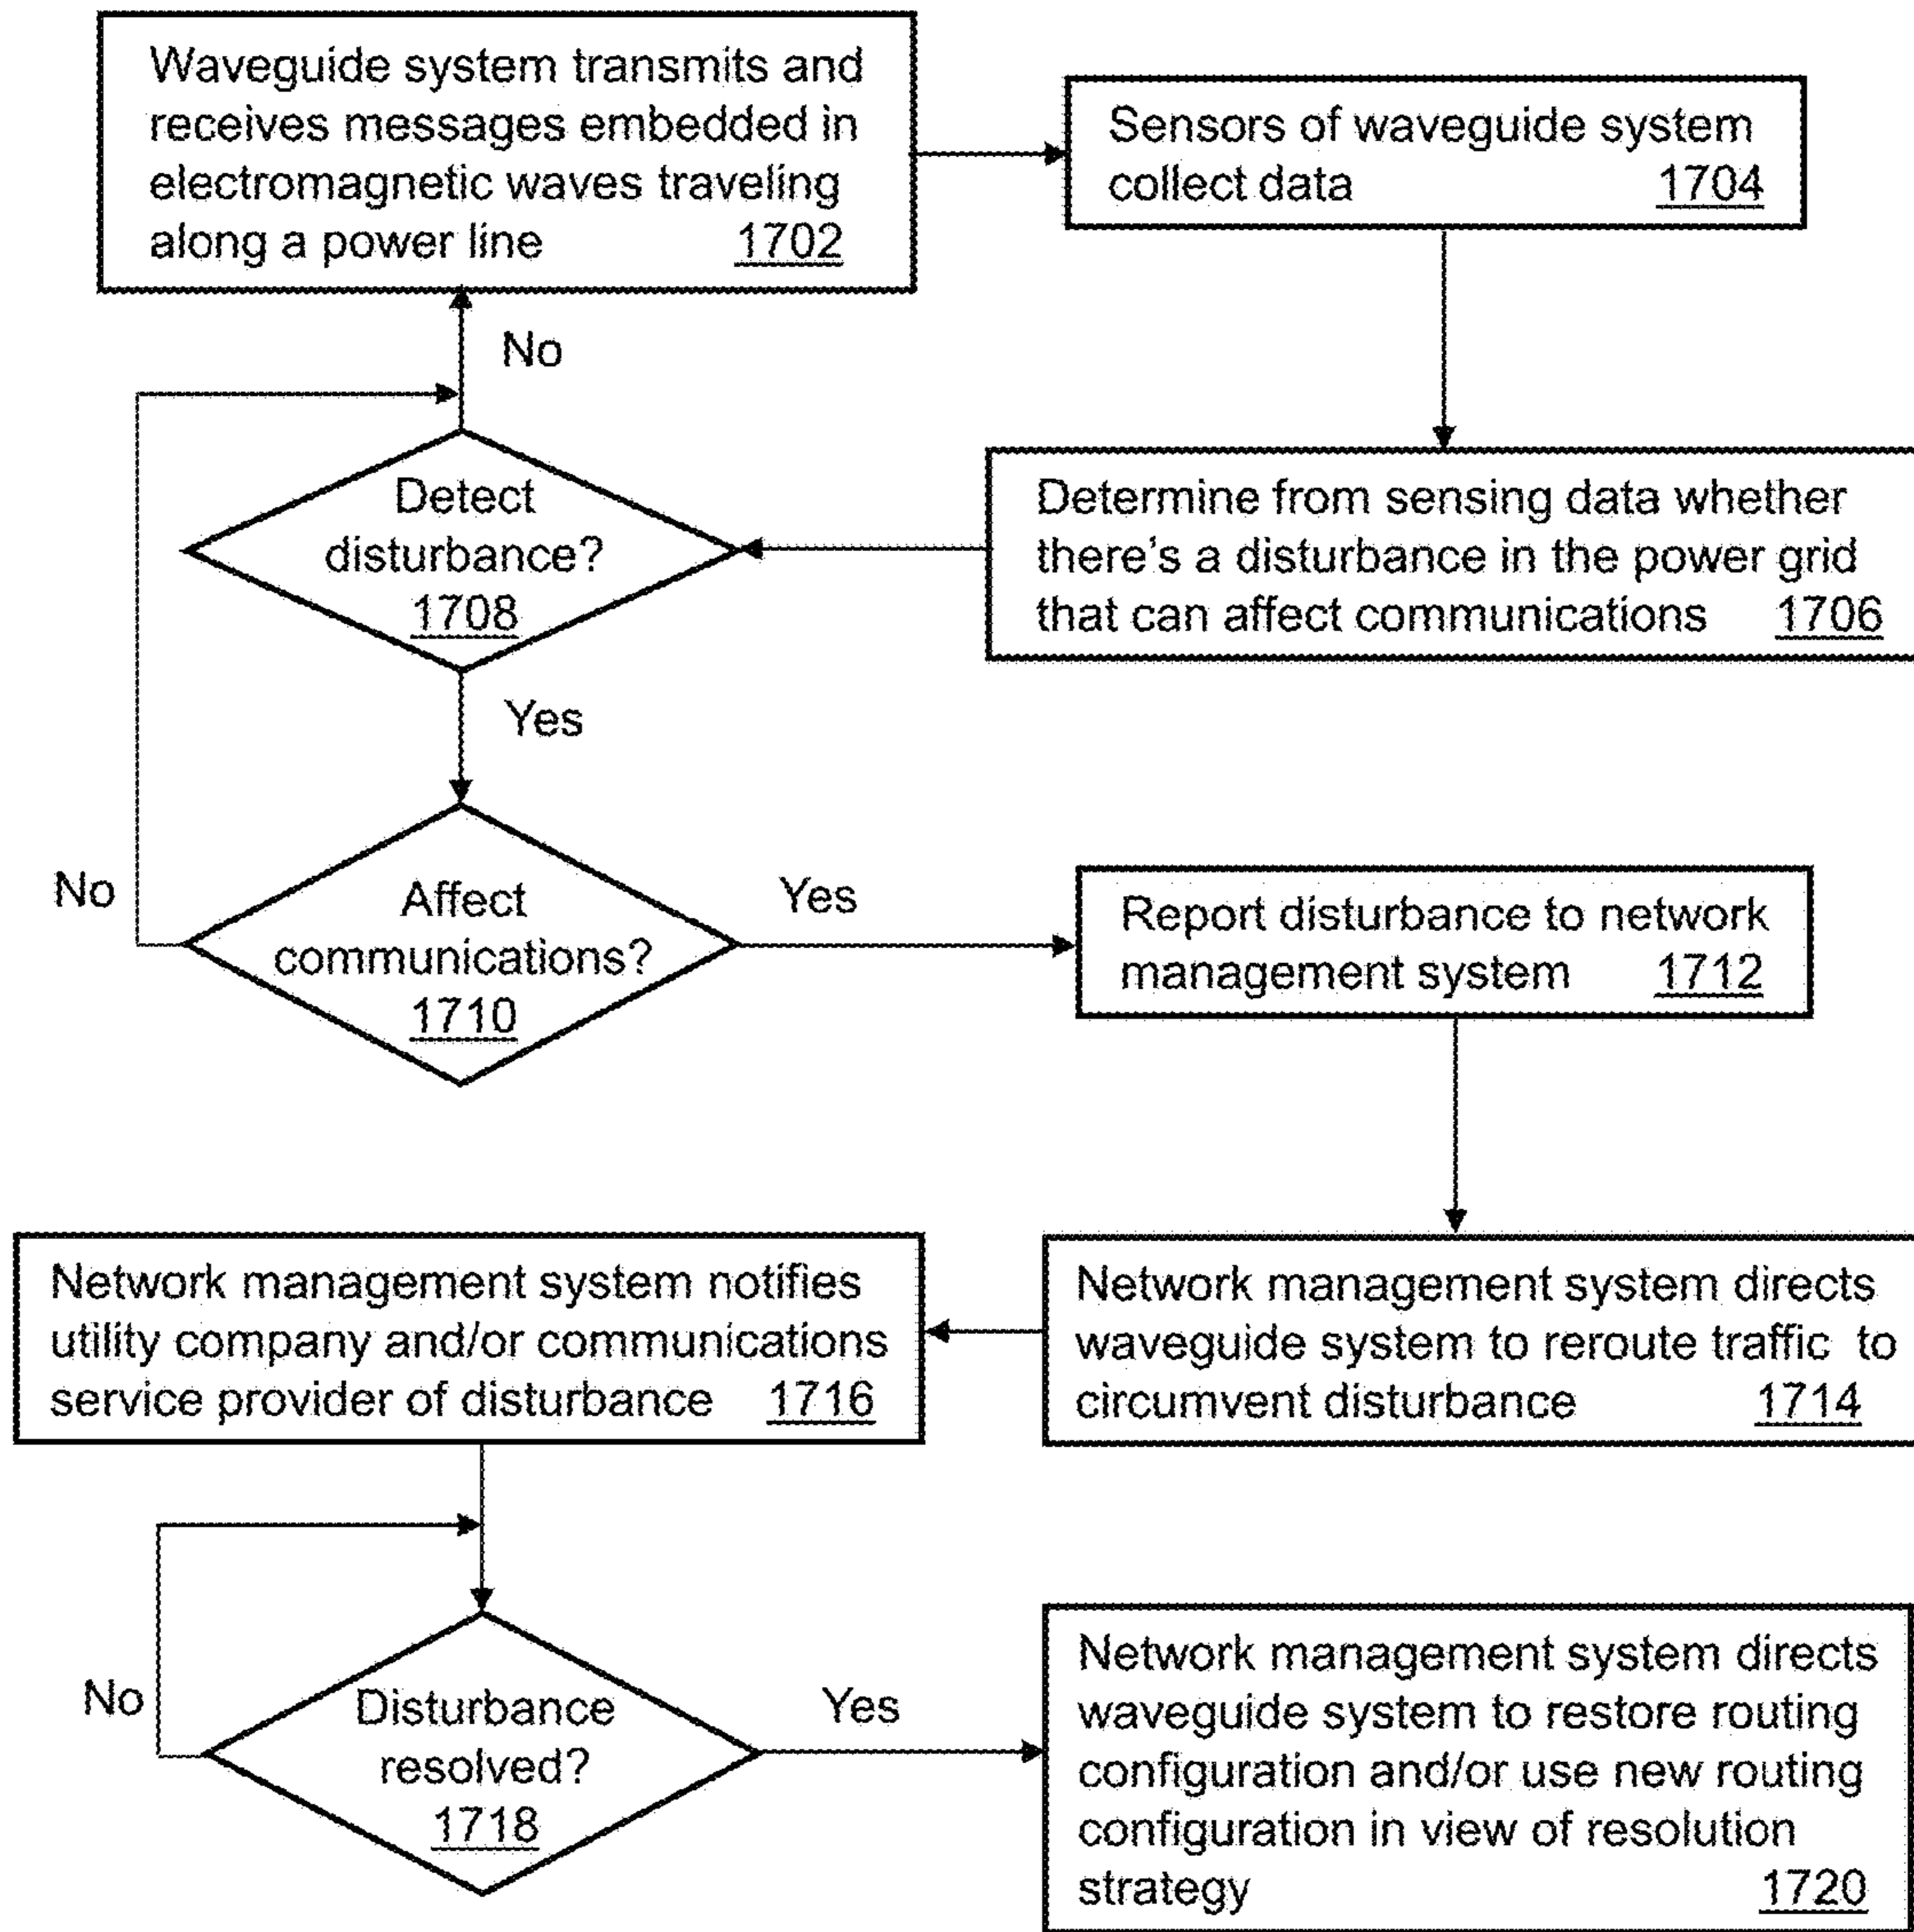 Waveguide system transmits and
receives messages embedded in
electromagnetic waves traveling
along a power line 1702
Sensors of waveguide system
collect data 1704
No
Detect
disturbance?
1708
Determine from sensing data whether
there's a disturbance in the power grid
that can affect communications 1706
Yes
No
Affect
communications?
1710
Yes
Report disturbance to network
management system 1712
Network management system notifies
utility company and/or communications
service provider of disturbance 1716
Network management system directs
waveguide system to reroute traffic to
circumvent disturbance 1714
No
Disturbance
resolved?
1718
Yes
Network management system directs
waveguide system to restore routing
configuration and/or use new routing
configuration in view of resolution
strategy 1720